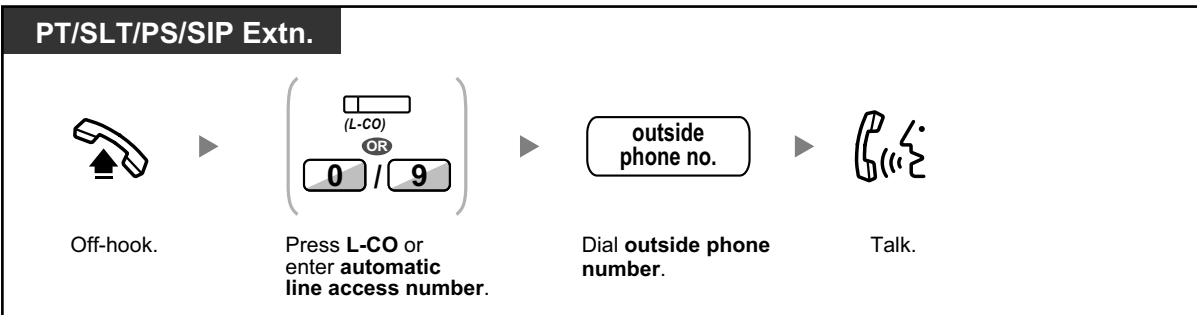 PT/SLT/PS/SIP Extn.
(L-CO)
OR
0 / 9
outside
phone no.
Off-hook.
Press L-CO or
enter automatic
line access number.
Dial outside phone
number.
Talk.